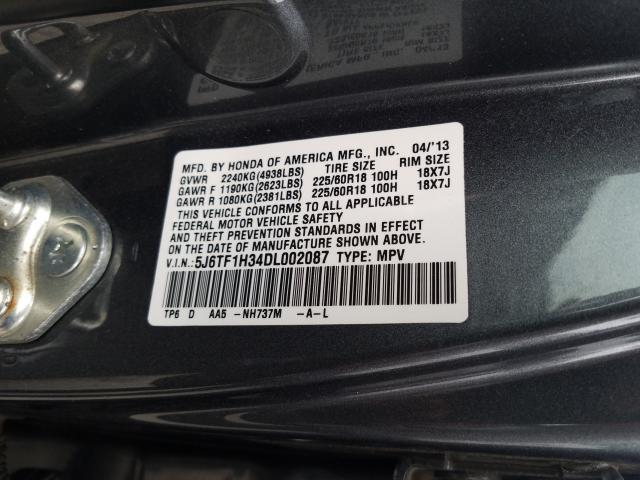 MFD. BY HONDA OF AMERICA MFG., INC. 04/'13
GVWR 2240KG(4938LBS) TIRE SIZE RIM SIZE
GAWR F 1190KG(2623LBS) 225/60R18 100H 18X7J
GAWR R 1080KG(2381LBS) 225/60R18 100H 18X7J
THIS VEHICLE CONFORMS TO ALL APPLICABLE
FEDERAL MOTOR VEHICLE SAFETY
AND THEFT PREVENTION STANDARDS IN EFFECT
ON THE DATE OF MANUFACTURE SHOWN ABOVE.
V.I.N.: 5J6TF1H34DL002087 TYPE: MPV
TP6 D AA5 -NH737M -A-L